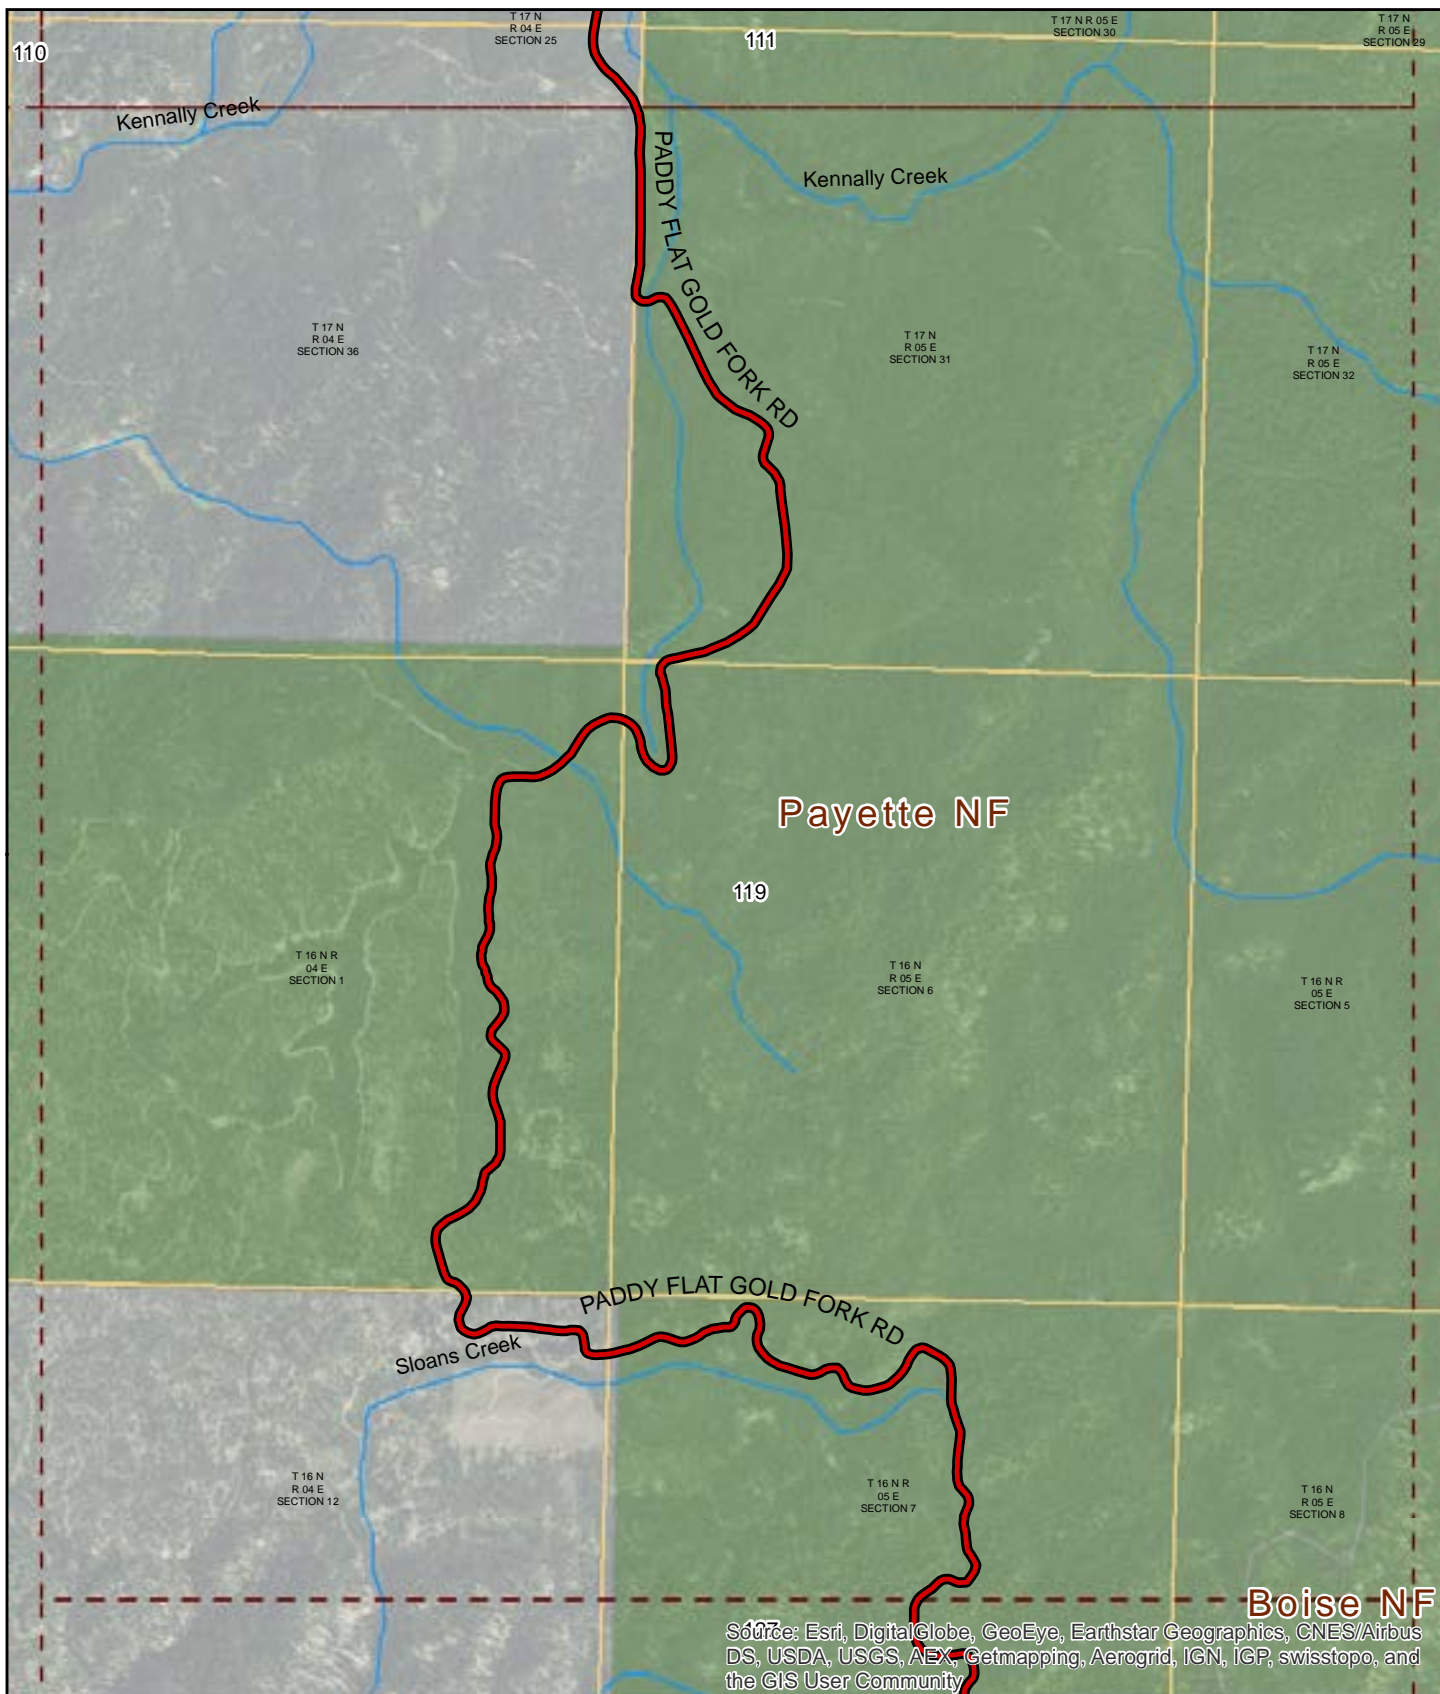 T 17 N
R 04 E
SECTION 25
111
T 17 N R 05 E
SECTION 30
T 17 N
R 05 E
SECTION 29
110
Kennally Creek
PADDY FLAT GOLD FORK RD
Kennally Creek
T 17 N
R 04 E
SECTION 36
T 17 N
R 05 E
SECTION 31
T 17 N
R 05 E
SECTION 32
Payette NF
119
T 16 N R
04 E
SECTION 1
T 16 N
R 05 E
SECTION 6
T 16 N R
05 E
SECTION 5
PADDY FLAT GOLD FORK RD
Sloans Creek
T 16 N
R 04 E
SECTION 12
T 16 N R
05 E
SECTION 7
T 16 N
R 05 E
SECTION 8
Boise NF
Source: Esri, DigitalGlobe, GeoEye, Earthstar Geographics, CNES/Airbus
DS, USDA, USGS, AEX, Getmapping, Aerogrid, IGN, IGP, swisstopo, and
the GIS User Community